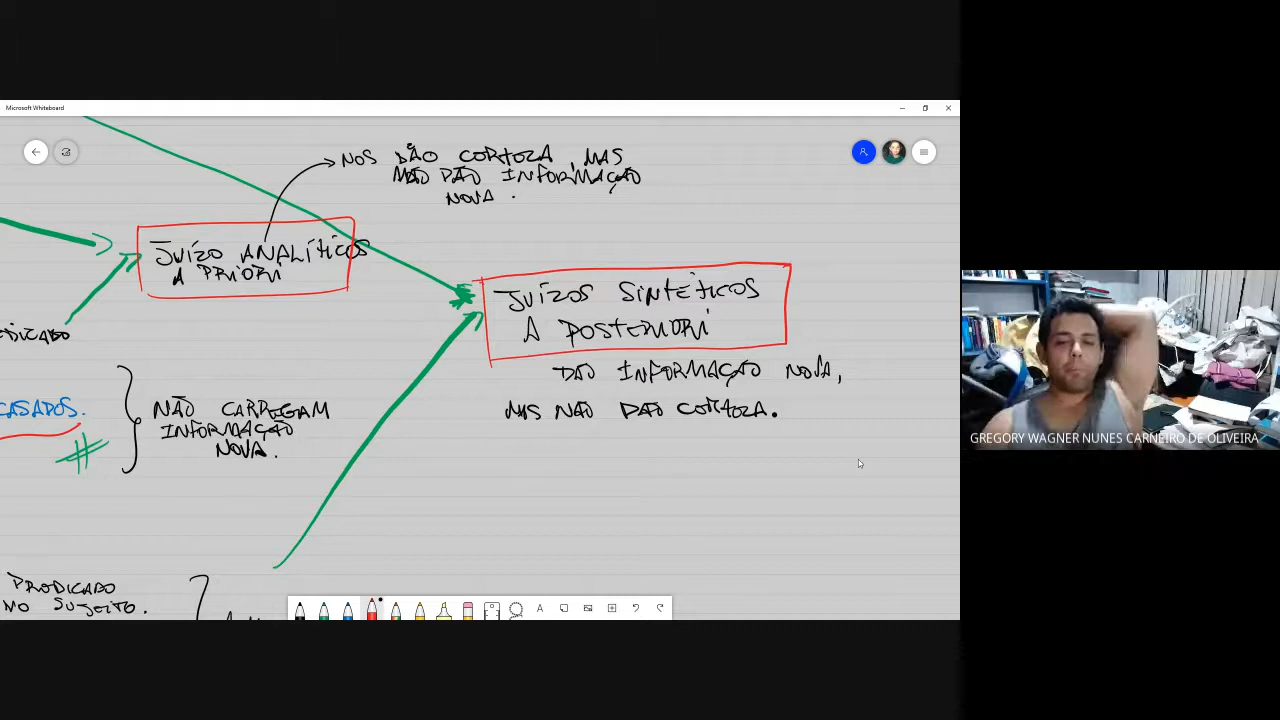 Microsoft Whiteboard
NOS DÃO CERTEZA, MAS
NÃO DÃO INFORMAÇÃO
NOVA.
JUÍZO ANALÍTICOS
A PRIORI
JUÍZOS SINTÉTICOS
A POSTERIORI
DÃO INFORMAÇÃO NOVA,
MAS NÃO DÃO CERTEZA.
CASADOS.
NÃO CARREGAM
INFORMAÇÃO
NOVA.
GREGORY WAGNER NUNES CARNEIRO DE OLIVEIRA
PREDICADO
NO SUJEITO.